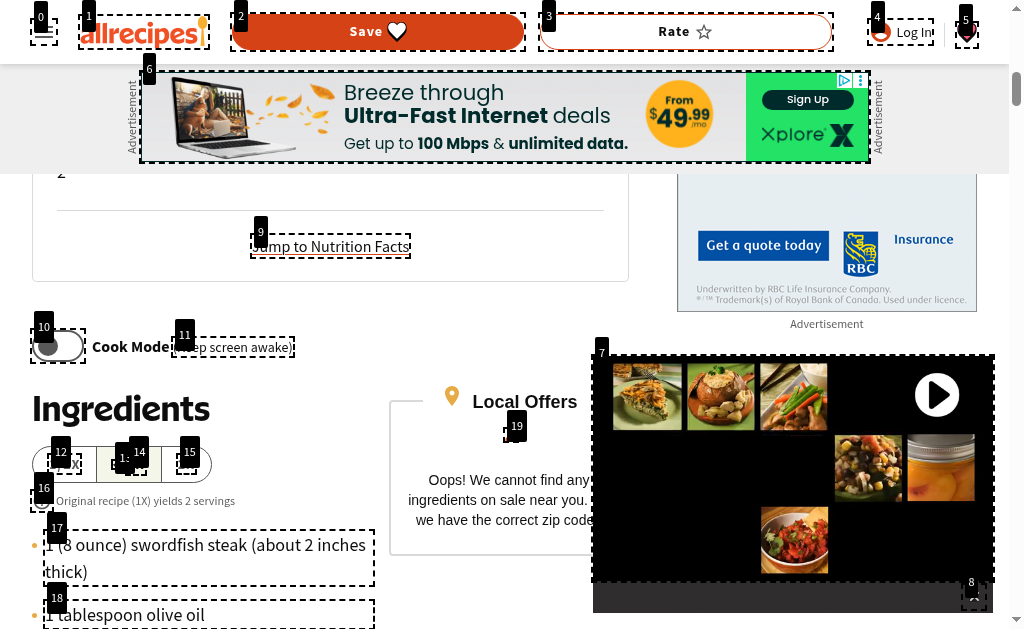 0
1
2
3
4
5
allrecipes
Save
Rate
Log In
6
Advertisement
Breeze through
Ultra-Fast Internet deals
Get up to 100 Mbps & unlimited data.
From
$49.99
/mo
Sign Up
Xplore
Advertisement
9
Jump to Nutrition Facts
Get a quote today
RBC
Insurance
Underwritten by RBC Life Insurance Company.
®/™ Trademark(s) of Royal Bank of Canada. Used under licence.
Advertisement
10
Cook Mode
11
(Keep screen awake)
7
Ingredients
Local Offers
19
12
14
15
16
Original recipe (1X) yields 2 servings
Oops! We cannot find any
ingredients on sale near you.
we have the correct zip code
17
1 (8 ounce) swordfish steak (about 2 inches
thick)
18
1 tablespoon olive oil
8